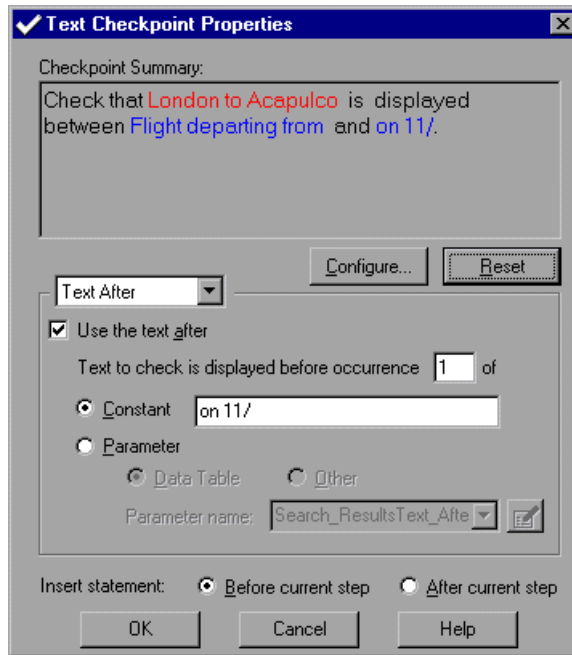 Text Checkpoint Properties
Checkpoint Summary:
Check that London to Acapulco is displayed
between Flight departing from and on 11/.
Configure... Reset
Text After
Use the text after
Text to check is displayed before occurrence 1 of
Constant on 11/
Parameter
Data Table Other
Parameter name: Search_ResultsText_Afte
Insert statement: Before current step After current step
OK Cancel Help